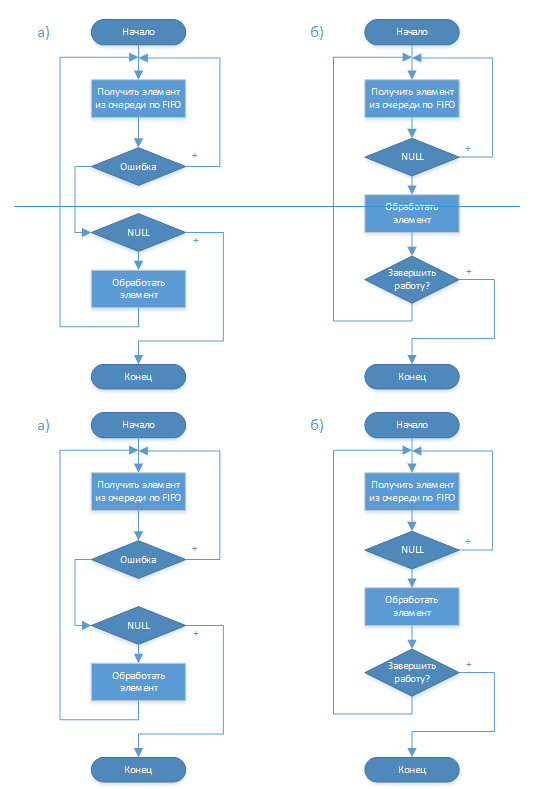 а)
Начало
Получить элемент
из очереди по FIFO
Ошибка
+
NULL
+
Обработать
элемент
Конец
б)
Начало
Получить элемент
из очереди по FIFO
NULL
+
Обработать
элемент
Завершить
работу?
+
Конец
а)
Начало
Получить элемент
из очереди по FIFO
Ошибка
+
NULL
+
Обработать
элемент
Конец
б)
Начало
Получить элемент
из очереди по FIFO
NULL
+
Обработать
элемент
Завершить
работу?
+
Конец